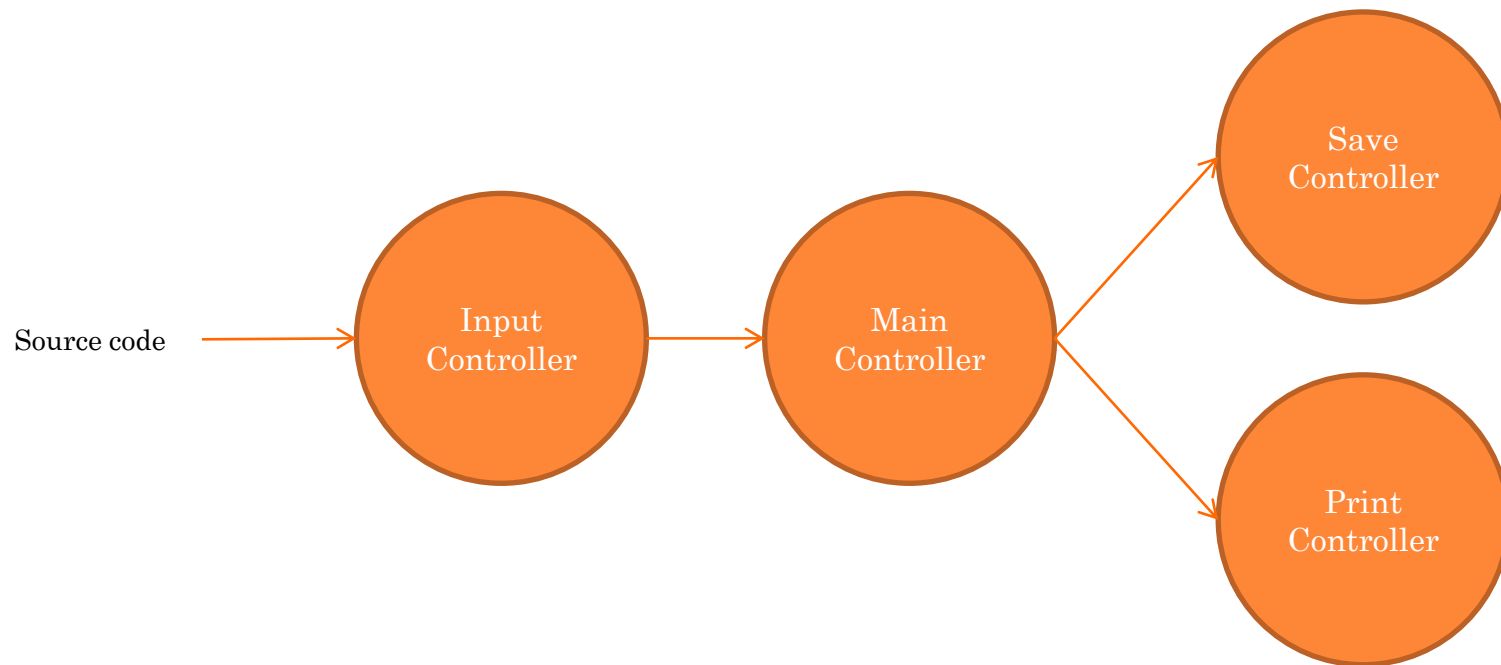 Source code
Input
Controller
Main
Controller
Save
Controller
Print
Controller